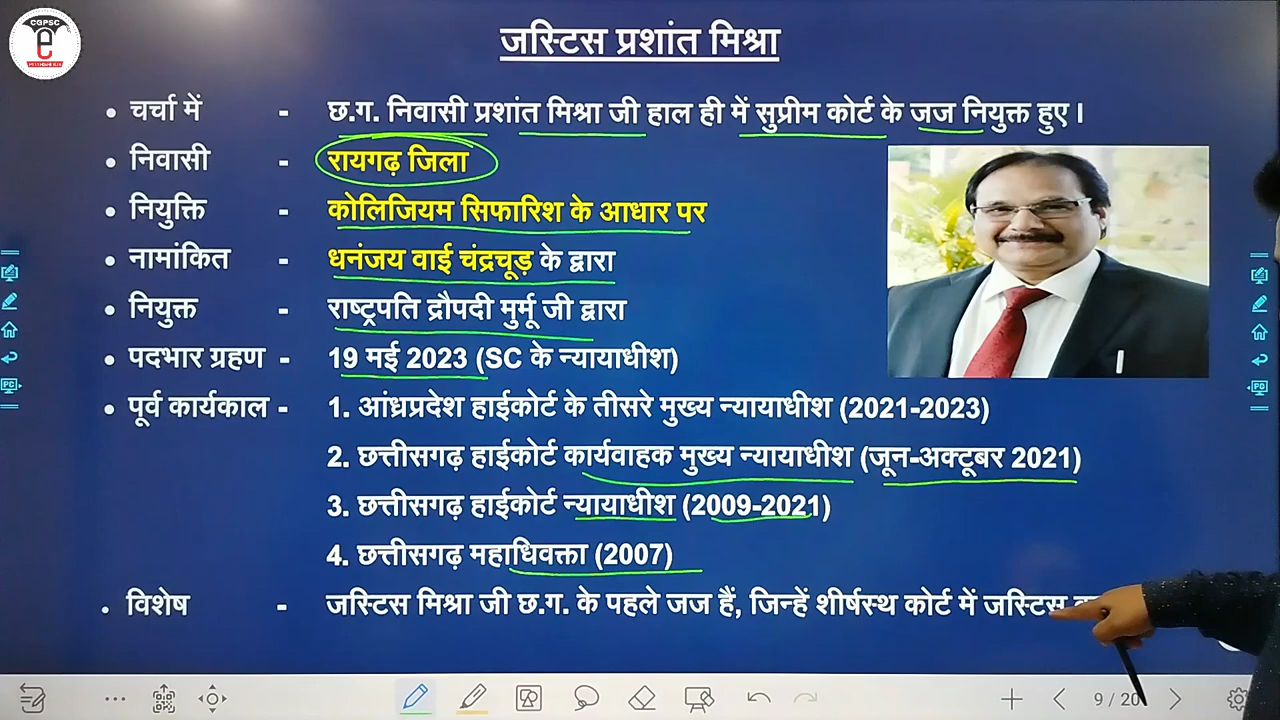 CGPSC
जस्टिस प्रशांत मिश्रा
• चर्चा में - छ.ग. निवासी प्रशांत मिश्रा जी हाल ही में सुप्रीम कोर्ट के जज नियुक्त हुए।
• निवासी - रायगढ़ जिला
• नियुक्ति - कोलिजियम सिफारिश के आधार पर
• नामांकित - धनंजय वाई चंद्रचूड़ के द्वारा
• नियुक्त - राष्ट्रपति द्रौपदी मुर्मू जी द्वारा
• पदभार ग्रहण - 19 मई 2023 (SC के न्यायाधीश)
• पूर्व कार्यकाल - 1. आंध्रप्रदेश हाईकोर्ट के तीसरे मुख्य न्यायाधीश (2021-2023)
2. छत्तीसगढ़ हाईकोर्ट कार्यवाहक मुख्य न्यायाधीश (जून-अक्टूबर 2021)
3. छत्तीसगढ़ हाईकोर्ट न्यायाधीश (2009-2021)
4. छत्तीसगढ़ महाधिवक्ता (2007)
• विशेष - जस्टिस मिश्रा जी छ.ग. के पहले जज हैं, जिन्हें शीर्षस्थ कोर्ट में जस्टिस
9 / 20